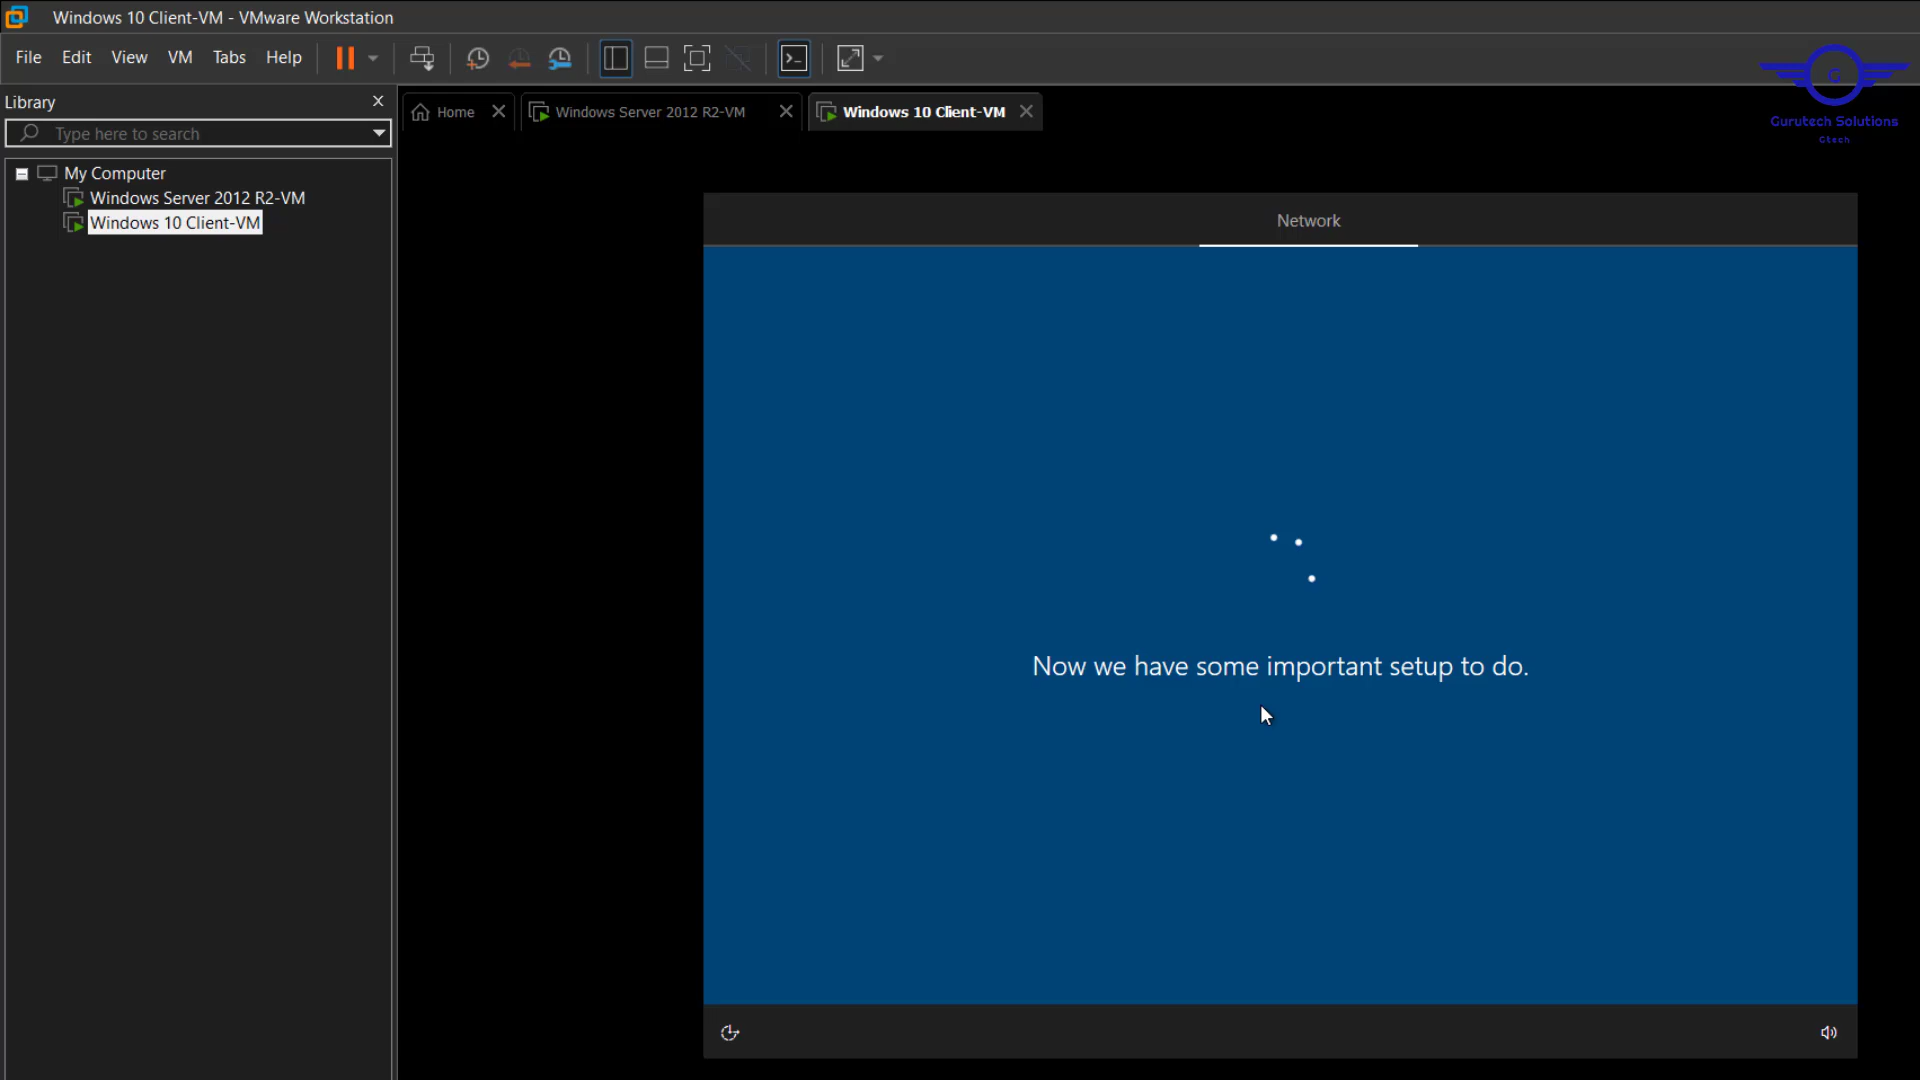 Windows 10 Client-VM - VMware Workstation
File Edit View VM Tabs Help
Library
Type here to search
My Computer
Windows Server 2012 R2-VM
Windows 10 Client-VM
Home
Windows Server 2012 R2-VM
Windows 10 Client-VM
G
Gurutech Solutions
Gtech
Network
Now we have some important setup to do.